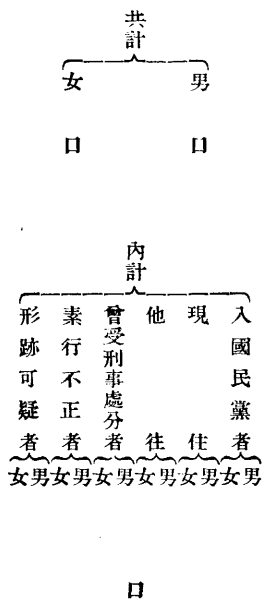 共計
男 口
女 口
內計
入國民黨者 男 女
現住 男 女
他往 男 女
曾受刑事處分者 男 女
素行不正者 男 女
形跡可疑者 男 女
口